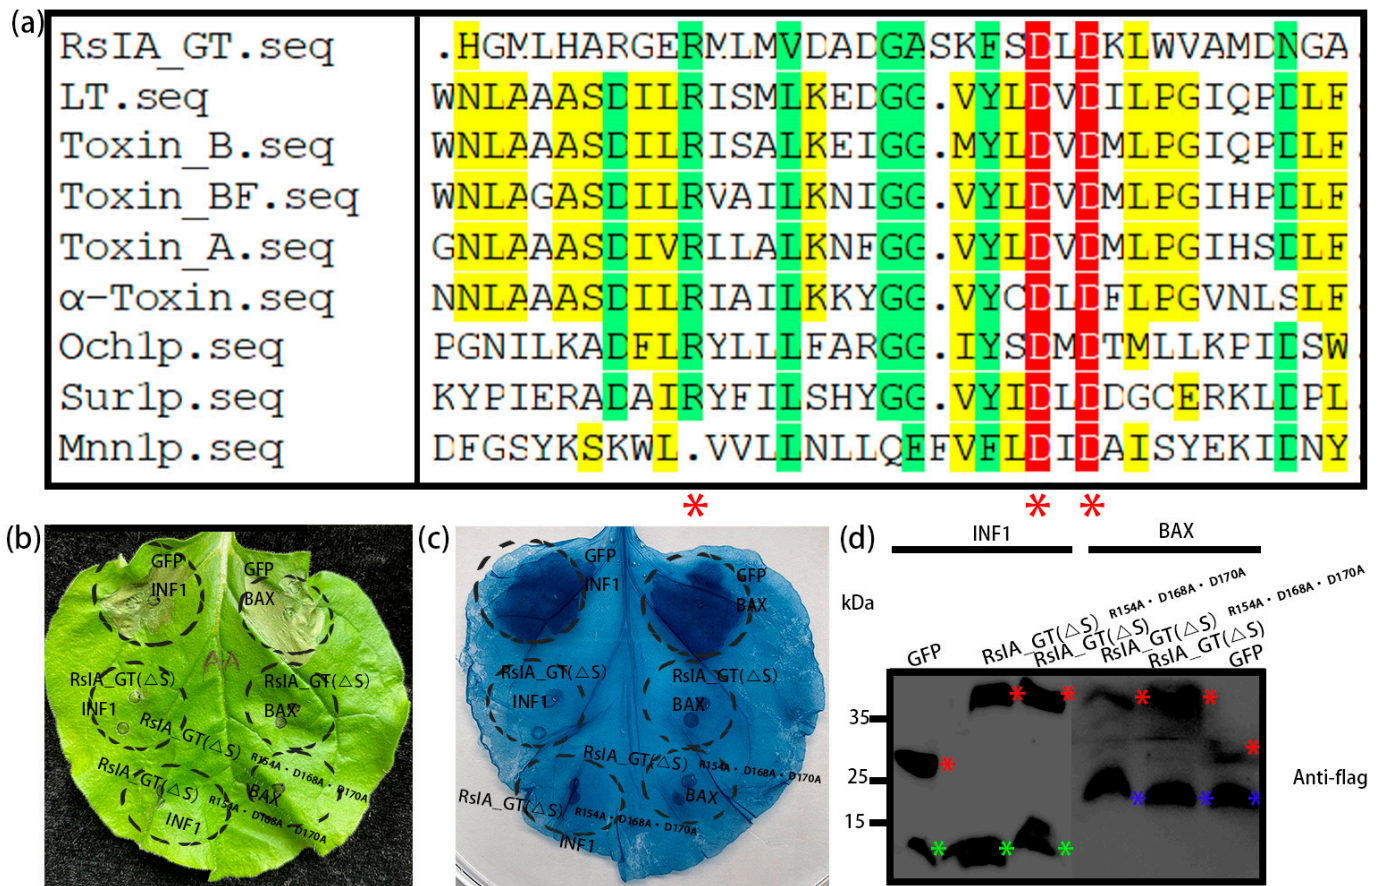 (a)
RsIA_GT.seq .HGMLHARGERMLMVDADGASKFSDLDKLWVAMDNGA.
LT.seq WNLAAASDILRISMLKEDGG.VYLDVDILPGIQPDLF
Toxin_B.seq WNLAAASDILRISALKEIGG.MYLDVDMLPGIQPDLF
Toxin_BF.seq WNLAGASDILRVAILKNIGG.VYLDVDMLPGIHPDLF
Toxin_A.seq GNLAAASDIVRLLALKNFGG.VYLDVDMLPGIHSDLF
α-Toxin.seq NNLAAASDILRIAILKKYGG.VYCDLDFLPGVNLSLF
Och1p.seq PGNILKADFLRYLLLFARGG.IYSDMDTMLLKPIDSW
Sur1p.seq KYPIERADAIRYFILSHYGG.VYIDLDDGCERKLDPL
Mnn1p.seq DFGSYKSKWL.VVLLNLLQEFVFLDIDAISYEKIDNY
* * *
(b)
GFP
INF1
GFP
BAX
RsIA_GT(△S)
INF1
RsIA_GT(△S)
BAX
RsIA_GT(△S) R154A · D168A · D170A
BAX
RsIA_GT(△S) R154A · D168A · D170A
INF1
(c)
GFP
INF1
GFP
BAX
RsIA_GT(△S)
INF1
RsIA_GT(△S)
BAX
RsIA_GT(△S) R154A · D168A · D170A
BAX
RsIA_GT(△S) R154A · D168A · D170A
INF1
(d)
INF1
BAX
kDa
GFP
RsIA_GT(△S) R154A · D168A · D170A
RsIA_GT(△S)
RsIA_GT(△S) R154A · D168A · D170A
RsIA_GT(△S)
GFP
35
25
15
Anti-flag